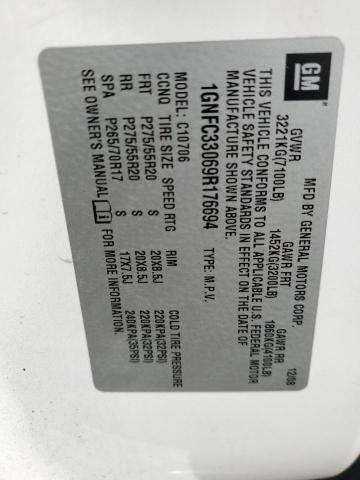 GM
MFD BY GENERAL MOTORS CORP.
12/08
GVWR GAWR FRT GAWR RR
3221KG(7100LB) 1452KG(3200LB) 1860KG(4100LB)
THIS VEHICLE CONFORMS TO ALL APPLICABLE U.S. FEDERAL MOTOR
VEHICLE SAFETY STANDARDS IN EFFECT ON THE DATE OF
MANUFACTURE SHOWN ABOVE.
1GNFC33069R176694 TYPE: M.P.V.
C10706
CCNQ TIRE SIZE SPEED RTG RIM COLD TIRE PRESSURE
FRT P275/55R20 S 20X8.5J 220KPA(32PSI)
RR P275/55R20 S 20X8.5J 220KPA(32PSI)
SPA P265/70R17 S 17X7.5J 240KPA(35PSI)
SEE OWNER'S MANUAL FOR MORE INFORMATION.